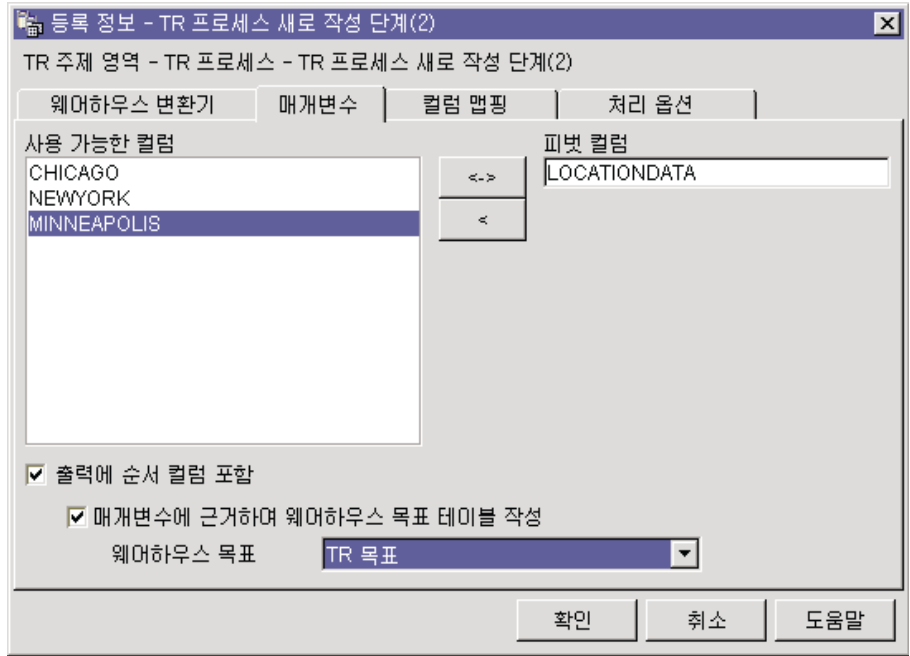 등록 정보 - TR 프로세스 새로 작성 단계(2)
TR 주제 영역 - TR 프로세스 - TR 프로세스 새로 작성 단계(2)
웨어하우스 변환기 매개변수 컬럼 맵핑 처리 옵션
사용 가능한 컬럼 피벗 컬럼
CHICAGO <-> LOCATIONDATA
NEWYORK
MINNEAPOLIS <
출력에 순서 컬럼 포함
매개변수에 근거하여 웨어하우스 목표 테이블 작성
웨어하우스 목표 TR 목표
확인 취소 도움말